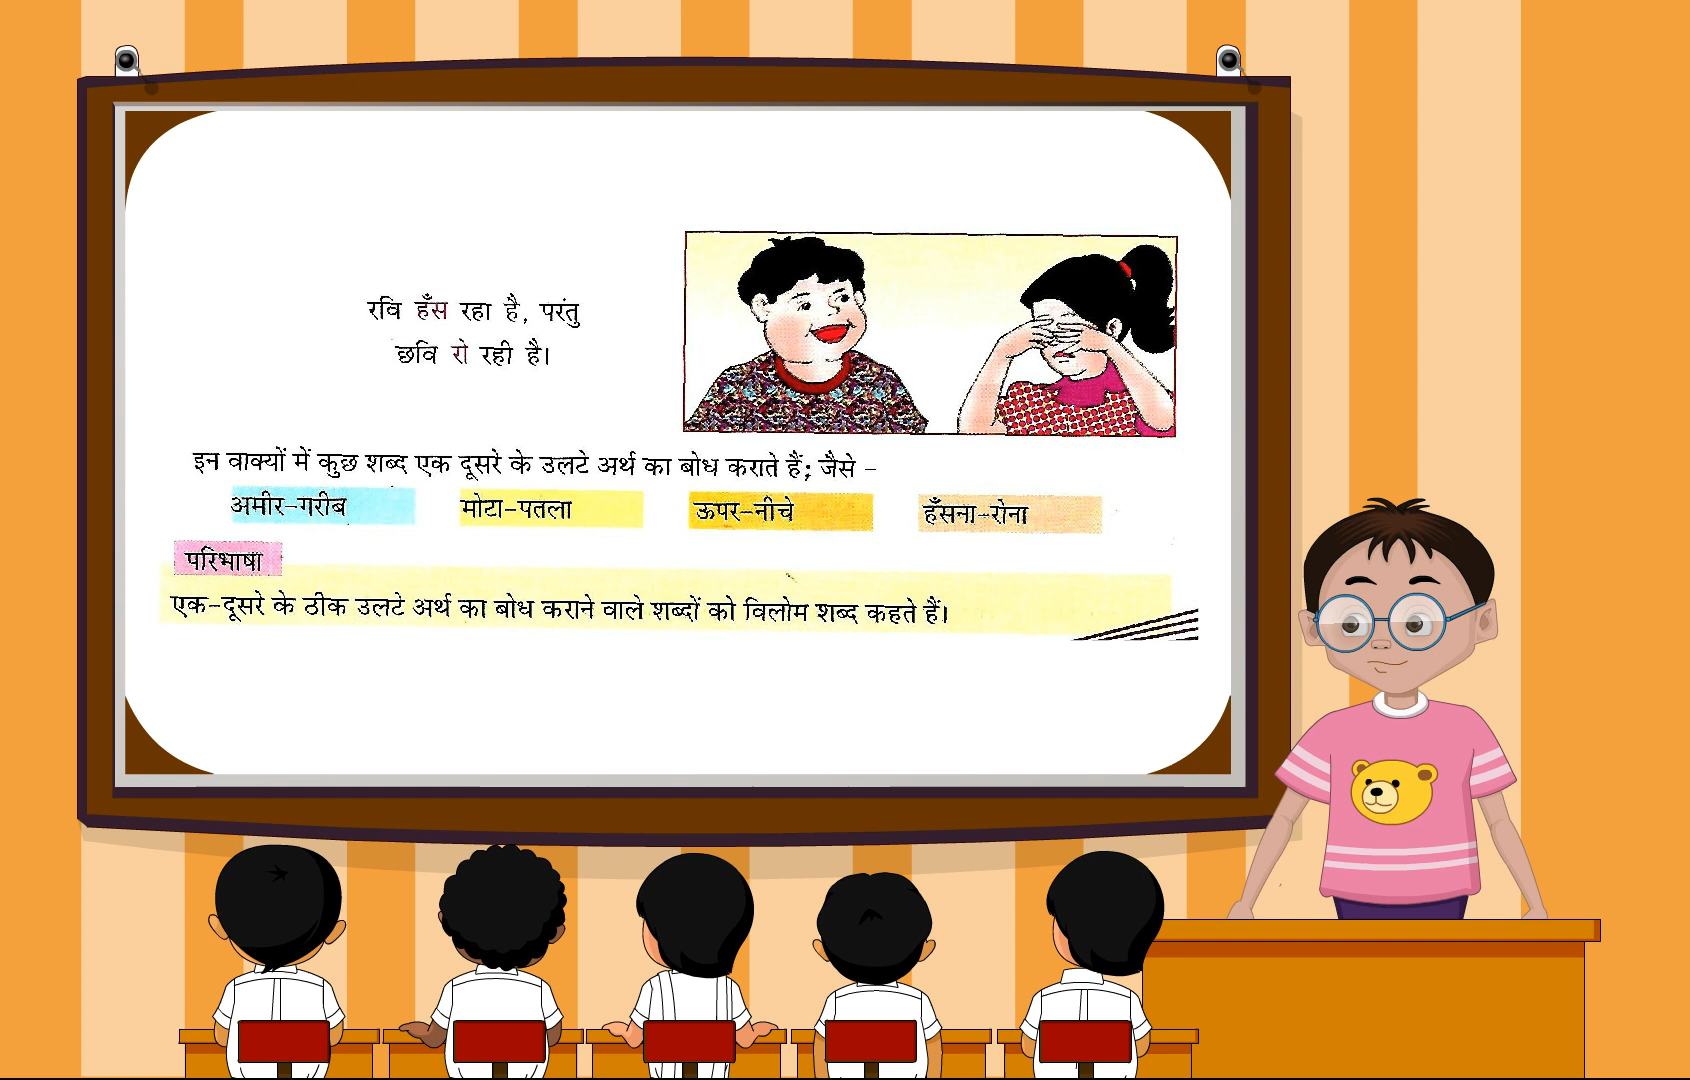 रवि हँस रहा है, परंतु
छवि रो रही है।
इन वाक्यों में कुछ शब्द एक दूसरे के उलटे अर्थ का बोध कराते हैं; जैसे –
अमीर-गरीब मोटा-पतला ऊपर-नीचे हँसना-रोना
परिभाषा
एक-दूसरे के ठीक उलटे अर्थ का बोध कराने वाले शब्दों को विलोम शब्द कहते हैं।